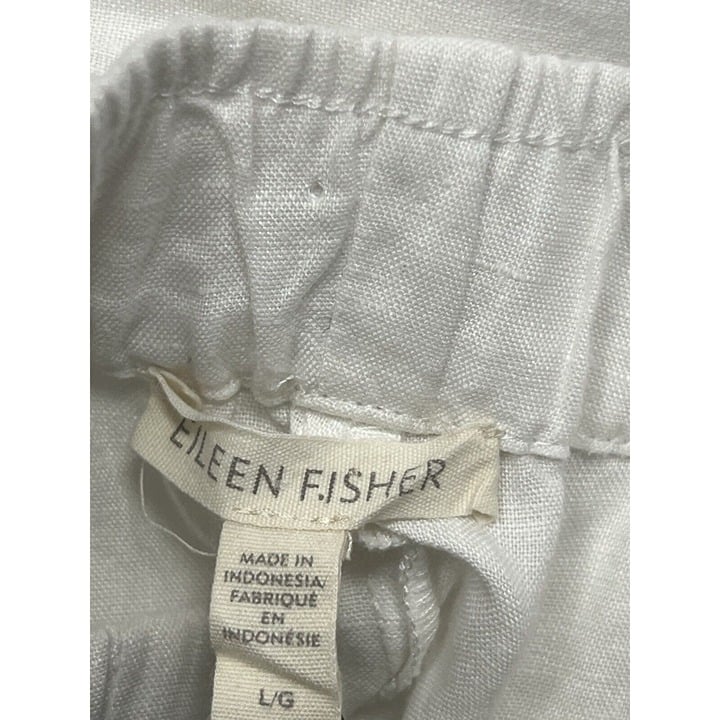 EILEEN FISHER
MADE IN
INDONESIA/
FABRIQUÉ
EN
INDONÉSIE
L/G